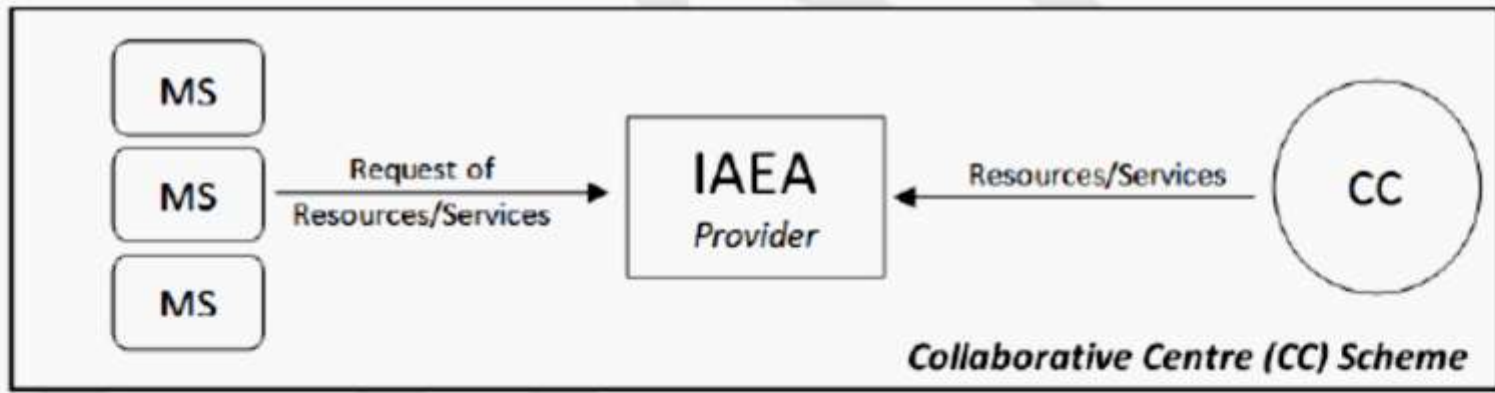 MS
MS
MS
Request of
Resources/Services
IAEA
Provider
Resources/Services
CC
Collaborative Centre (CC) Scheme